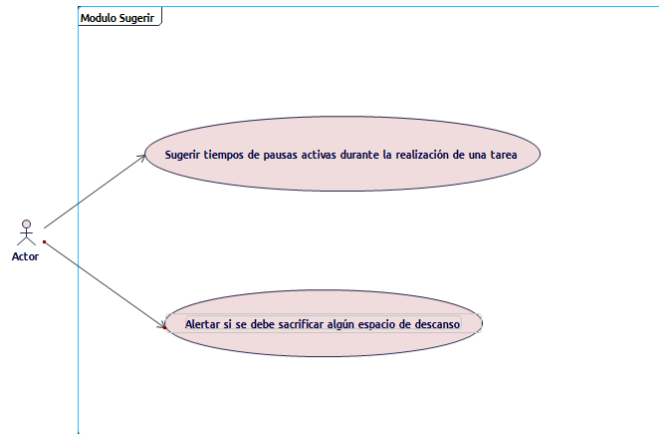 Modulo Sugerir
Sugerir tiempos de pausas activas durante la realización de una tarea
Actor
Alertar si se debe sacrificar algún espacio de descanso